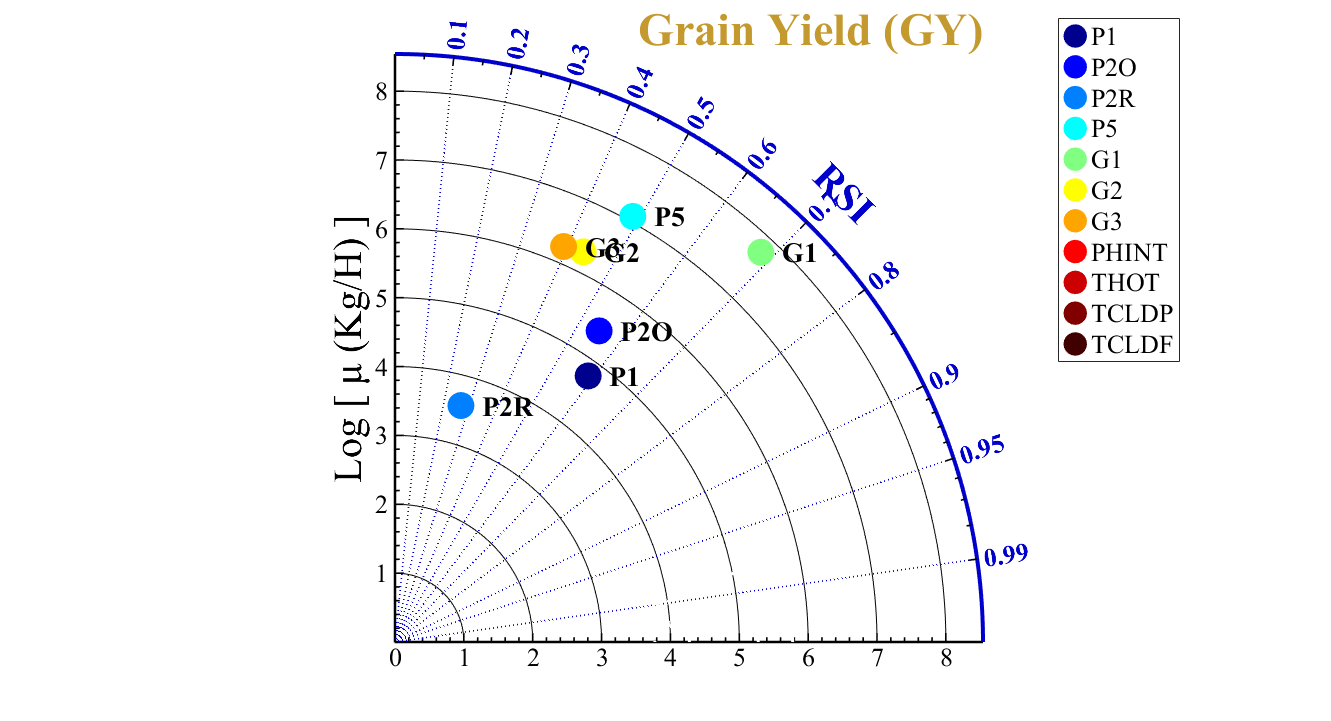 Grain Yield (GY)
0.1
0.2
0.3
0.4
0.5
0.6
RSI
0.8
0.9
0.95
0.99
Log [ μ (Kg/H) ]
8
7
6
5
4
3
2
1
0 1 2 3 4 5 6 7 8
P5
G3
G2
G1
P2O
P1
P2R
P1
P2O
P2R
P5
G1
G2
G3
PHINT
THOT
TCLDP
TCLDF